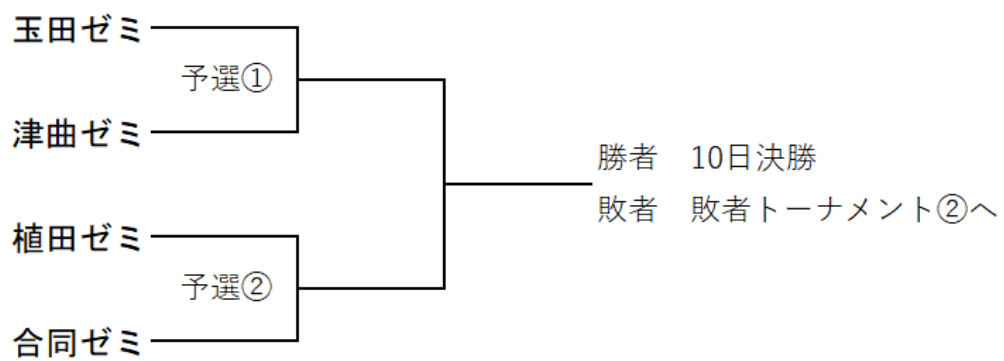 玉田ゼミ
予選①
津曲ゼミ
勝者　10日決勝
敗者　敗者トーナメント②へ
植田ゼミ
予選②
合同ゼミ